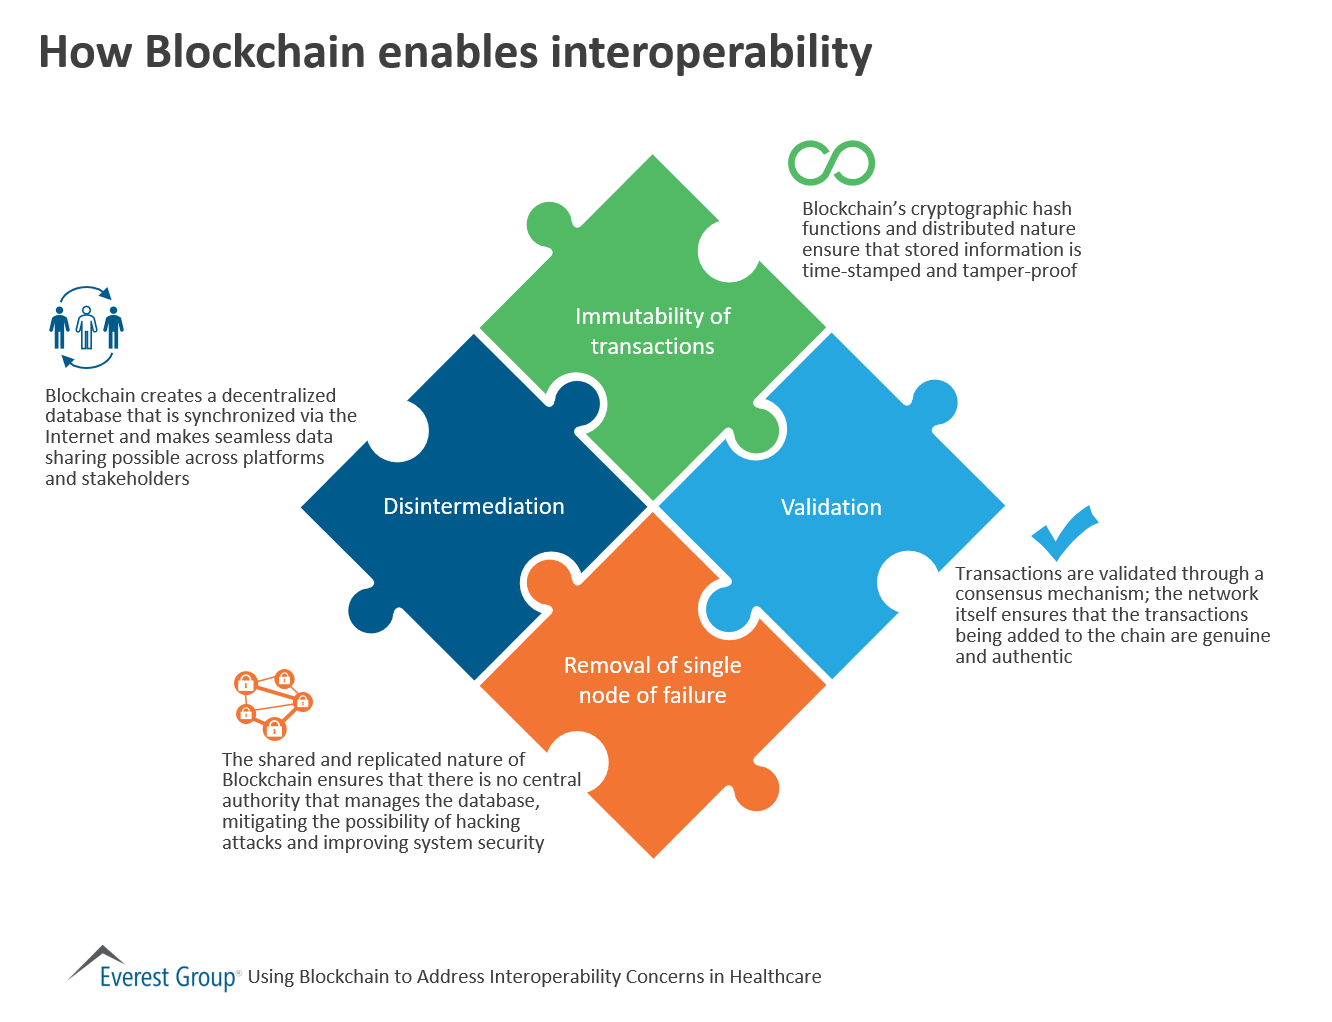 How Blockchain enables interoperability
Blockchain’s cryptographic hash
functions and distributed nature
ensure that stored information is
time-stamped and tamper-proof
Immutability of
transactions
Blockchain creates a decentralized
database that is synchronized via the
Internet and makes seamless data
sharing possible across platforms
and stakeholders
Disintermediation
Validation
Transactions are validated through a
consensus mechanism; the network
itself ensures that the transactions
being added to the chain are genuine
and authentic
Removal of single
node of failure
The shared and replicated nature of
Blockchain ensures that there is no central
authority that manages the database,
mitigating the possibility of hacking
attacks and improving system security
Everest Group® Using Blockchain to Address Interoperability Concerns in Healthcare